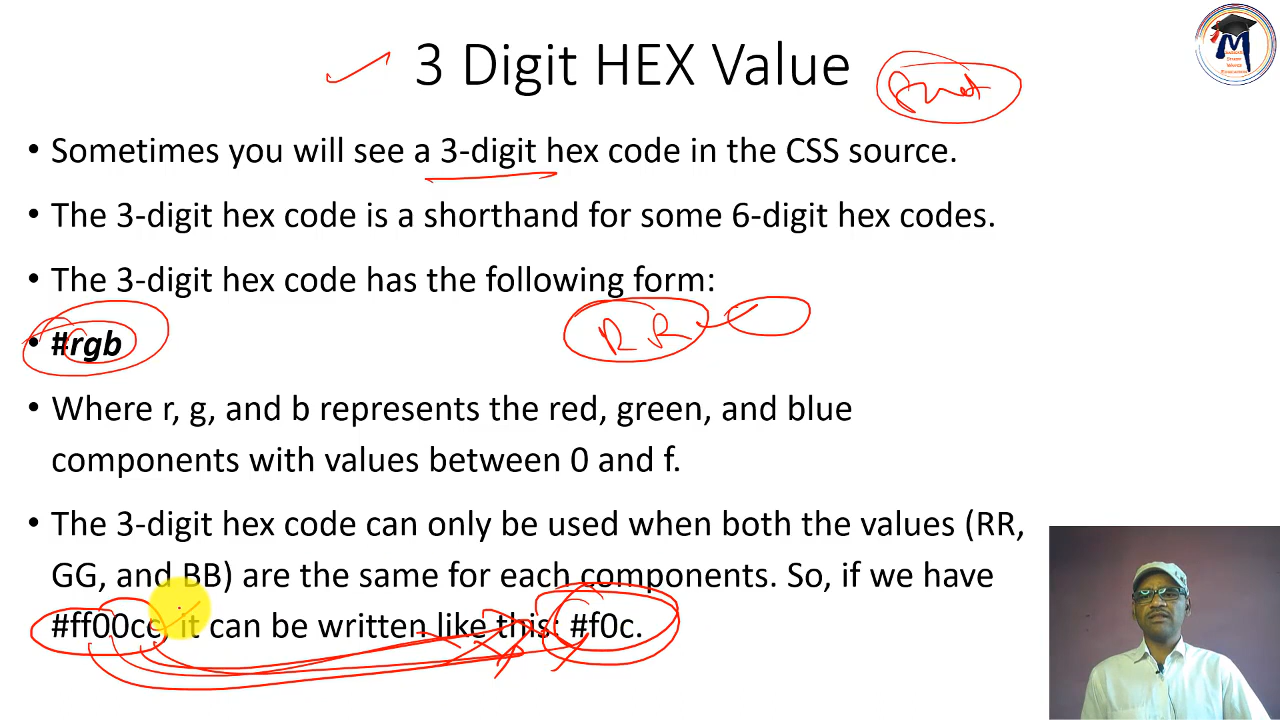 3 Digit HEX Value
• Sometimes you will see a 3-digit hex code in the CSS source.
• The 3-digit hex code is a shorthand for some 6-digit hex codes.
• The 3-digit hex code has the following form:
R R
• #rgb
• Where r, g, and b represents the red, green, and blue
components with values between 0 and f.
• The 3-digit hex code can only be used when both the values (RR,
GG, and BB) are the same for each components. So, if we have
#ff00cc, it can be written like this: #f0c.